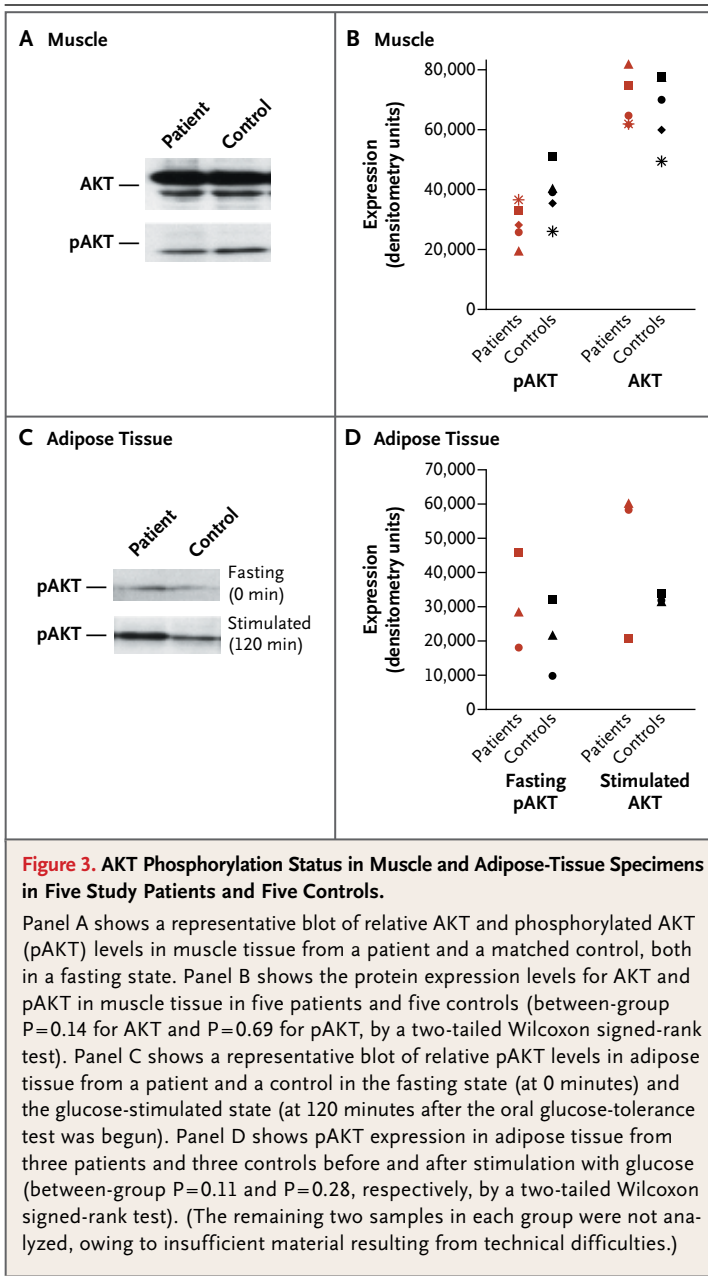 A Muscle
Patient
Control
AKT
pAKT
B Muscle
Expression
(densitometry units)
80,000
60,000
40,000
20,000
0
Patients
Controls
Patients
Controls
pAKT
AKT
C Adipose Tissue
Patient
Control
pAKT
Fasting
(0 min)
pAKT
Stimulated
(120 min)
D Adipose Tissue
Expression
(densitometry units)
70,000
60,000
50,000
40,000
30,000
20,000
10,000
0
Patients
Controls
Patients
Controls
Fasting
pAKT
Stimulated
AKT
Figure 3. AKT Phosphorylation Status in Muscle and Adipose-Tissue Specimens
in Five Study Patients and Five Controls.
Panel A shows a representative blot of relative AKT and phosphorylated AKT
(pAKT) levels in muscle tissue from a patient and a matched control, both
in a fasting state. Panel B shows the protein expression levels for AKT and
pAKT in muscle tissue in five patients and five controls (between-group
P=0.14 for AKT and P=0.69 for pAKT, by a two-tailed Wilcoxon signed-rank
test). Panel C shows a representative blot of relative pAKT levels in adipose
tissue from a patient and a control in the fasting state (at 0 minutes) and
the glucose-stimulated state (at 120 minutes after the oral glucose-tolerance
test was begun). Panel D shows pAKT expression in adipose tissue from
three patients and three controls before and after stimulation with glucose
(between-group P=0.11 and P=0.28, respectively, by a two-tailed Wilcoxon
signed-rank test). (The remaining two samples in each group were not ana-
lyzed, owing to insufficient material resulting from technical difficulties.)